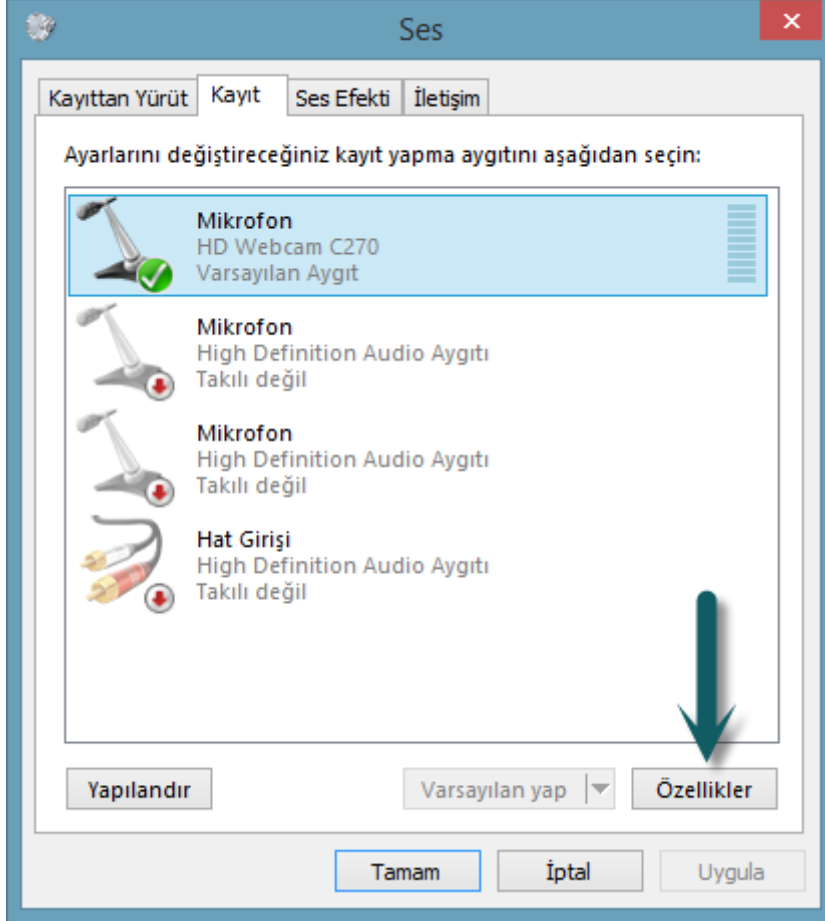 Ses
Kayıttan Yürüt Kayıt Ses Efekti İletişim
Ayarlarını değiştireceğiniz kayıt yapma aygıtını aşağıdan seçin:
Mikrofon
HD Webcam C270
Varsayılan Aygıt
Mikrofon
High Definition Audio Aygıtı
Takılı değil
Mikrofon
High Definition Audio Aygıtı
Takılı değil
Hat Girişi
High Definition Audio Aygıtı
Takılı değil
Yapılandır Varsayılan yap Özellikler
Tamam İptal Uygula